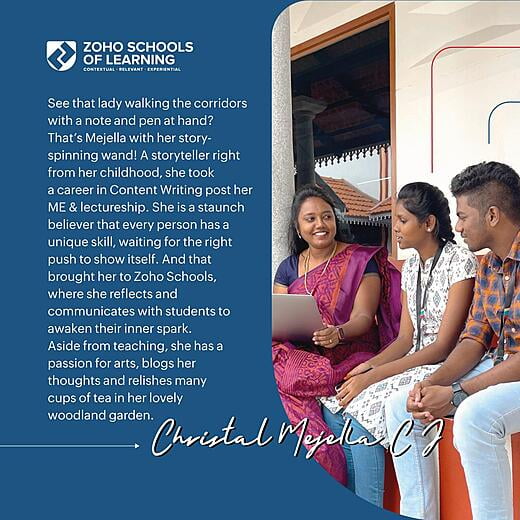 ZOHO SCHOOLS
OF LEARNING
CONTEXTUAL · RELEVANT · EXPERIENTIAL
See that lady walking the corridors
with a note and pen at hand?
That's Mejella with her story-
spinning wand! A storyteller right
from her childhood, she took
a career in Content Writing post her
ME & lectureship. She is a staunch
believer that every person has a
unique skill, waiting for the right
push to show itself. And that
brought her to Zoho Schools,
where she reflects and
communicates with students to
awaken their inner spark.
Aside from teaching, she has a
passion for arts, blogs her
thoughts and relishes many
cups of tea in her lovely
woodland garden.
Christal Mejella C J